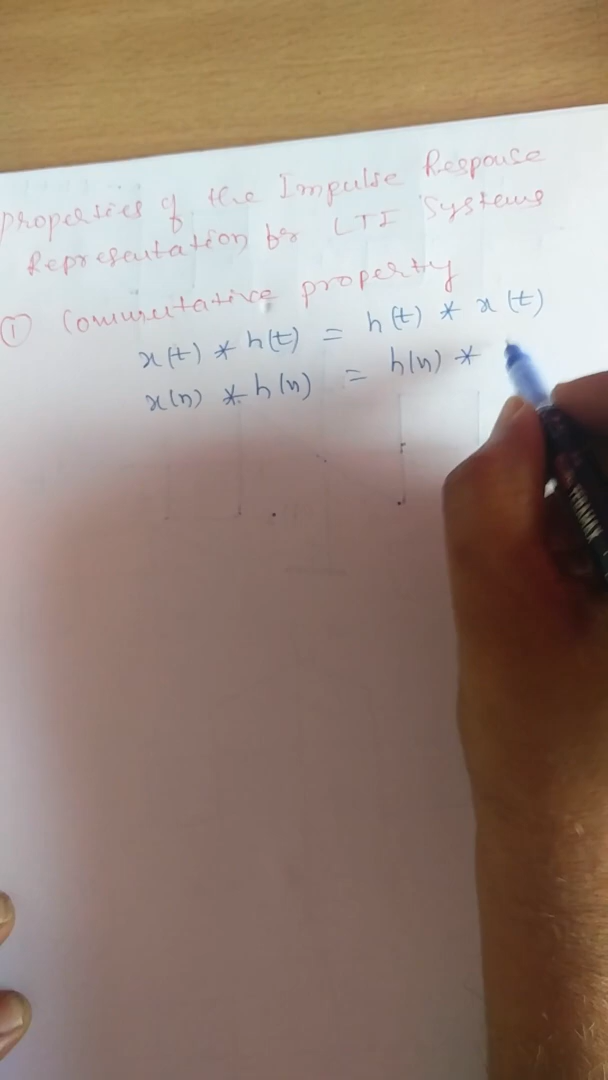 properties of the Impulse Response
Representation for LTI Systems
① Commutative property
x(t) * h(t) = h(t) * x(t)
x(n) * h(n) = h(n) *